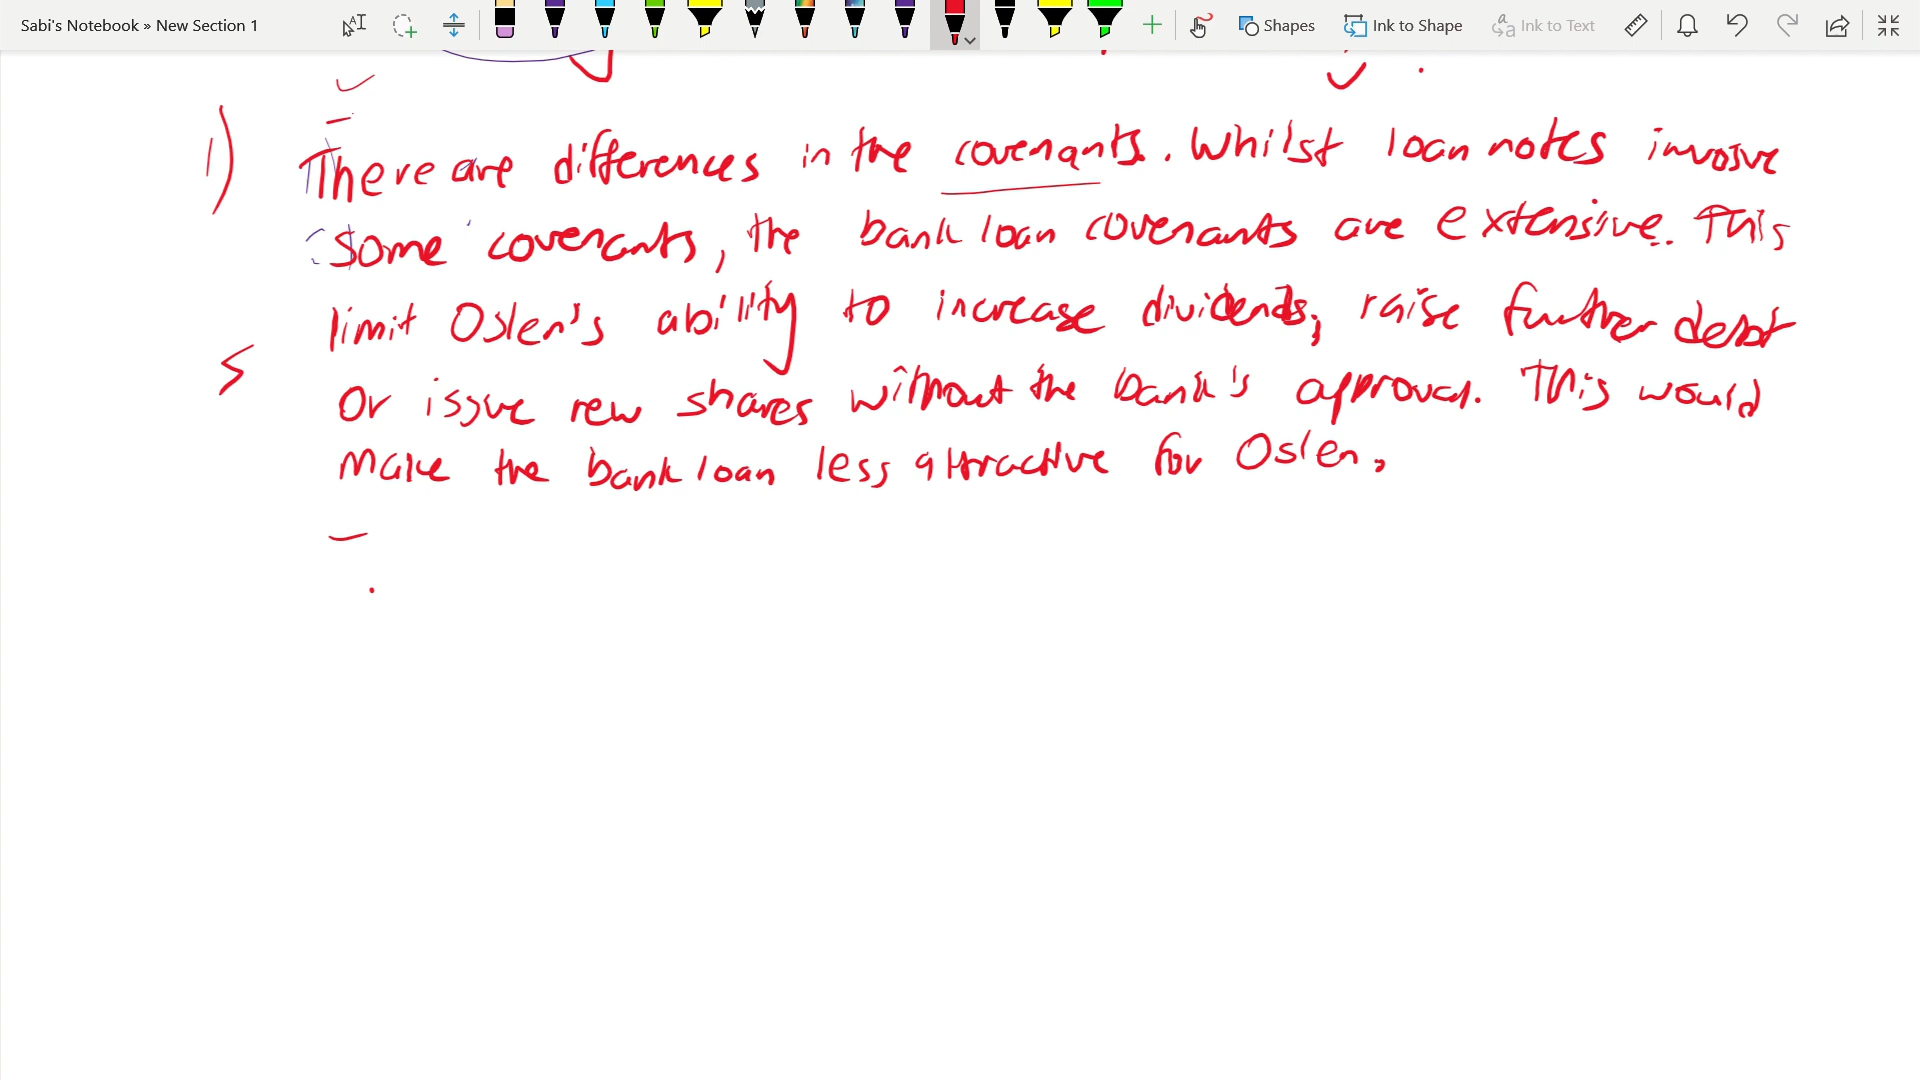 Sabi's Notebook » New Section 1
Shapes
Ink to Shape
Ink to Text
1) There are differences in the covenants. Whilst loan notes involve
some covenants, the bank loan covenants are extensive. This
limit Oslen's ability to increase dividends, raise further debt
or issue new shares without the bank's approval. This would
make the bank loan less attractive for Oslen.